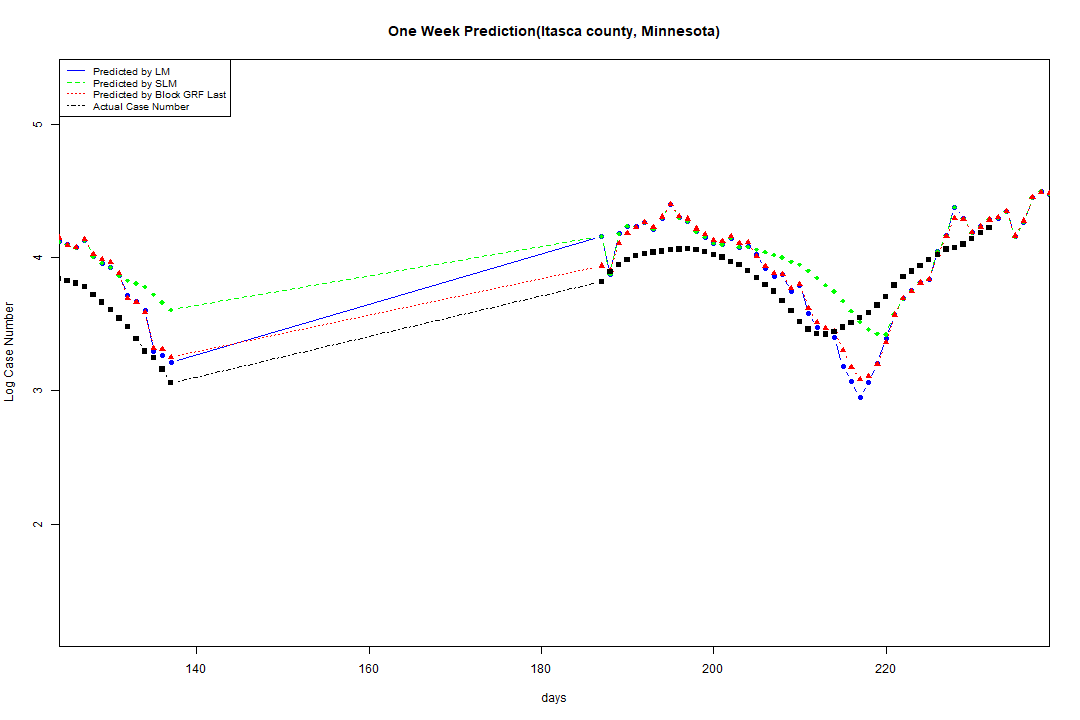 One Week Prediction(Itasca county, Minnesota)
Predicted by LM
Predicted by SLM
Predicted by Block GRF Last
Actual Case Number
Log Case Number
5
4
3
2
140 160 180 200 220
days